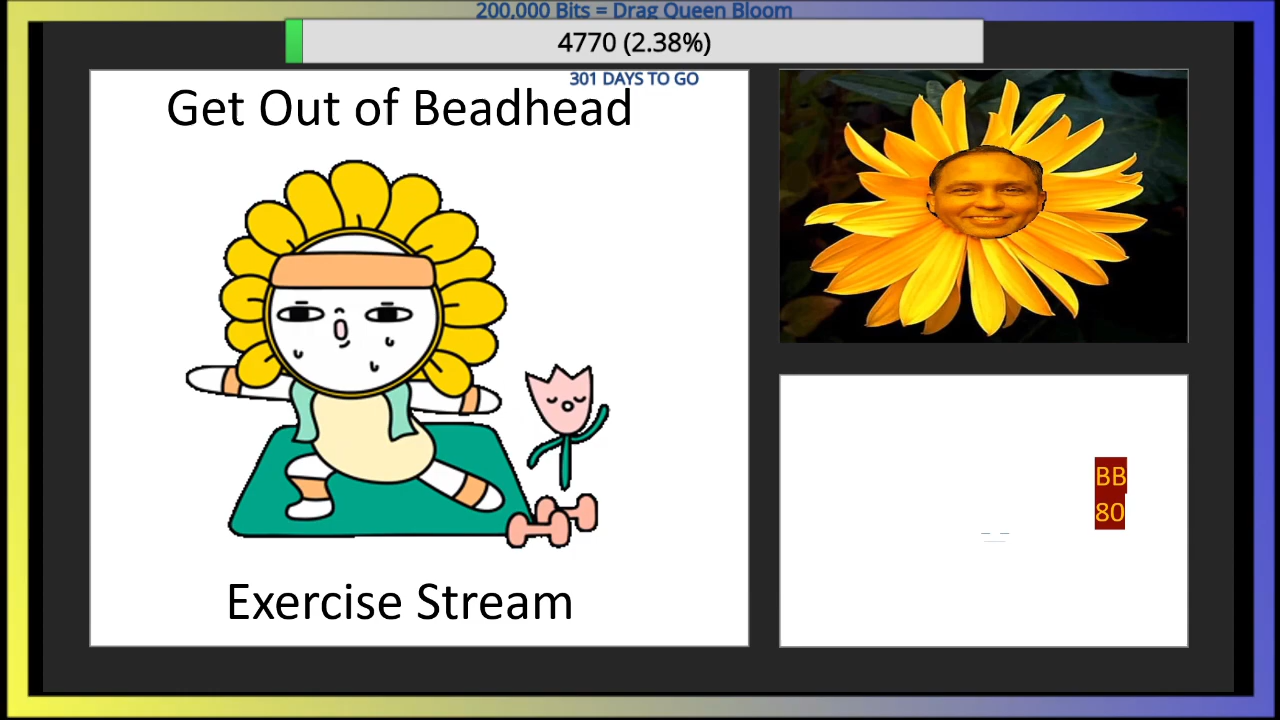 200,000 Bits = Drag Queen Bloom
4770 (2.38%)
301 DAYS TO GO
Get Out of Beadhead
Exercise Stream
BB
80